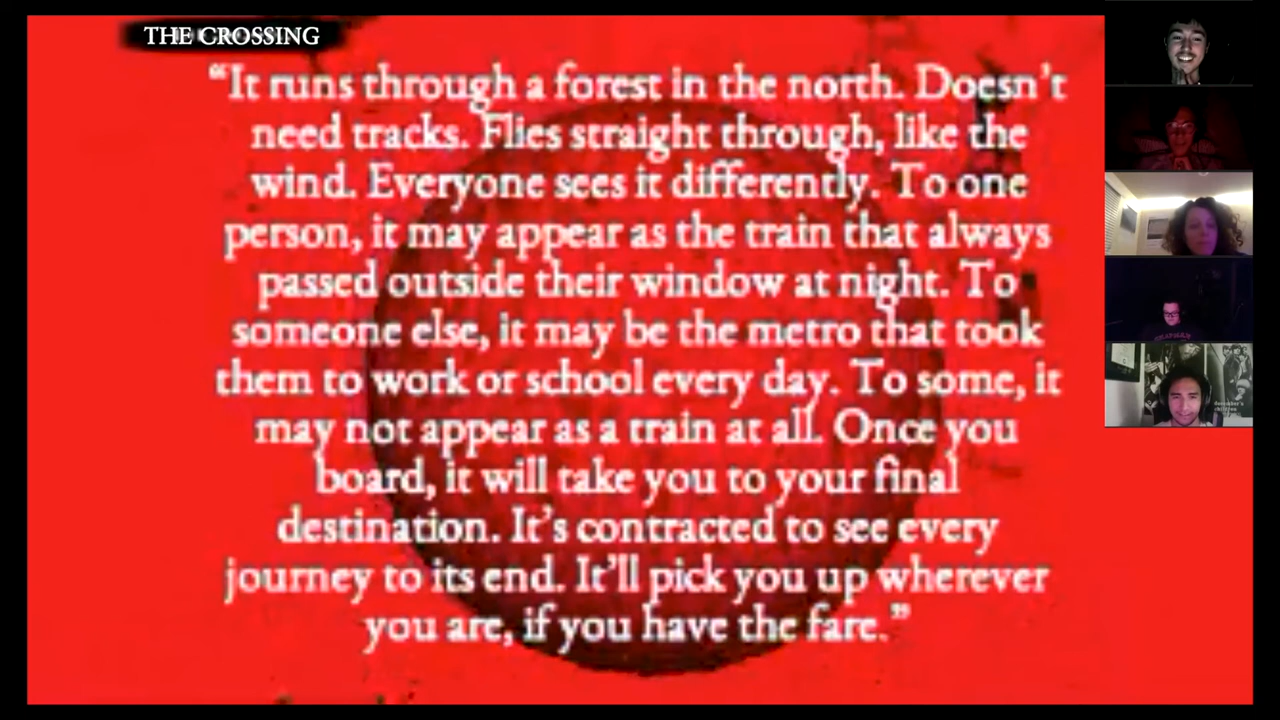 THE CROSSING
“It runs through a forest in the north. Doesn’t
need tracks. Flies straight through, like the
wind. Everyone sees it differently. To one
person, it may appear as the train that always
passed outside their window at night. To
someone else, it may be the metro that took
them to work or school every day. To some, it
may not appear as a train at all. Once you
board, it will take you to your final
destination. It’s contracted to see every
journey to its end. It’ll pick you up wherever
you are, if you have the fare.”